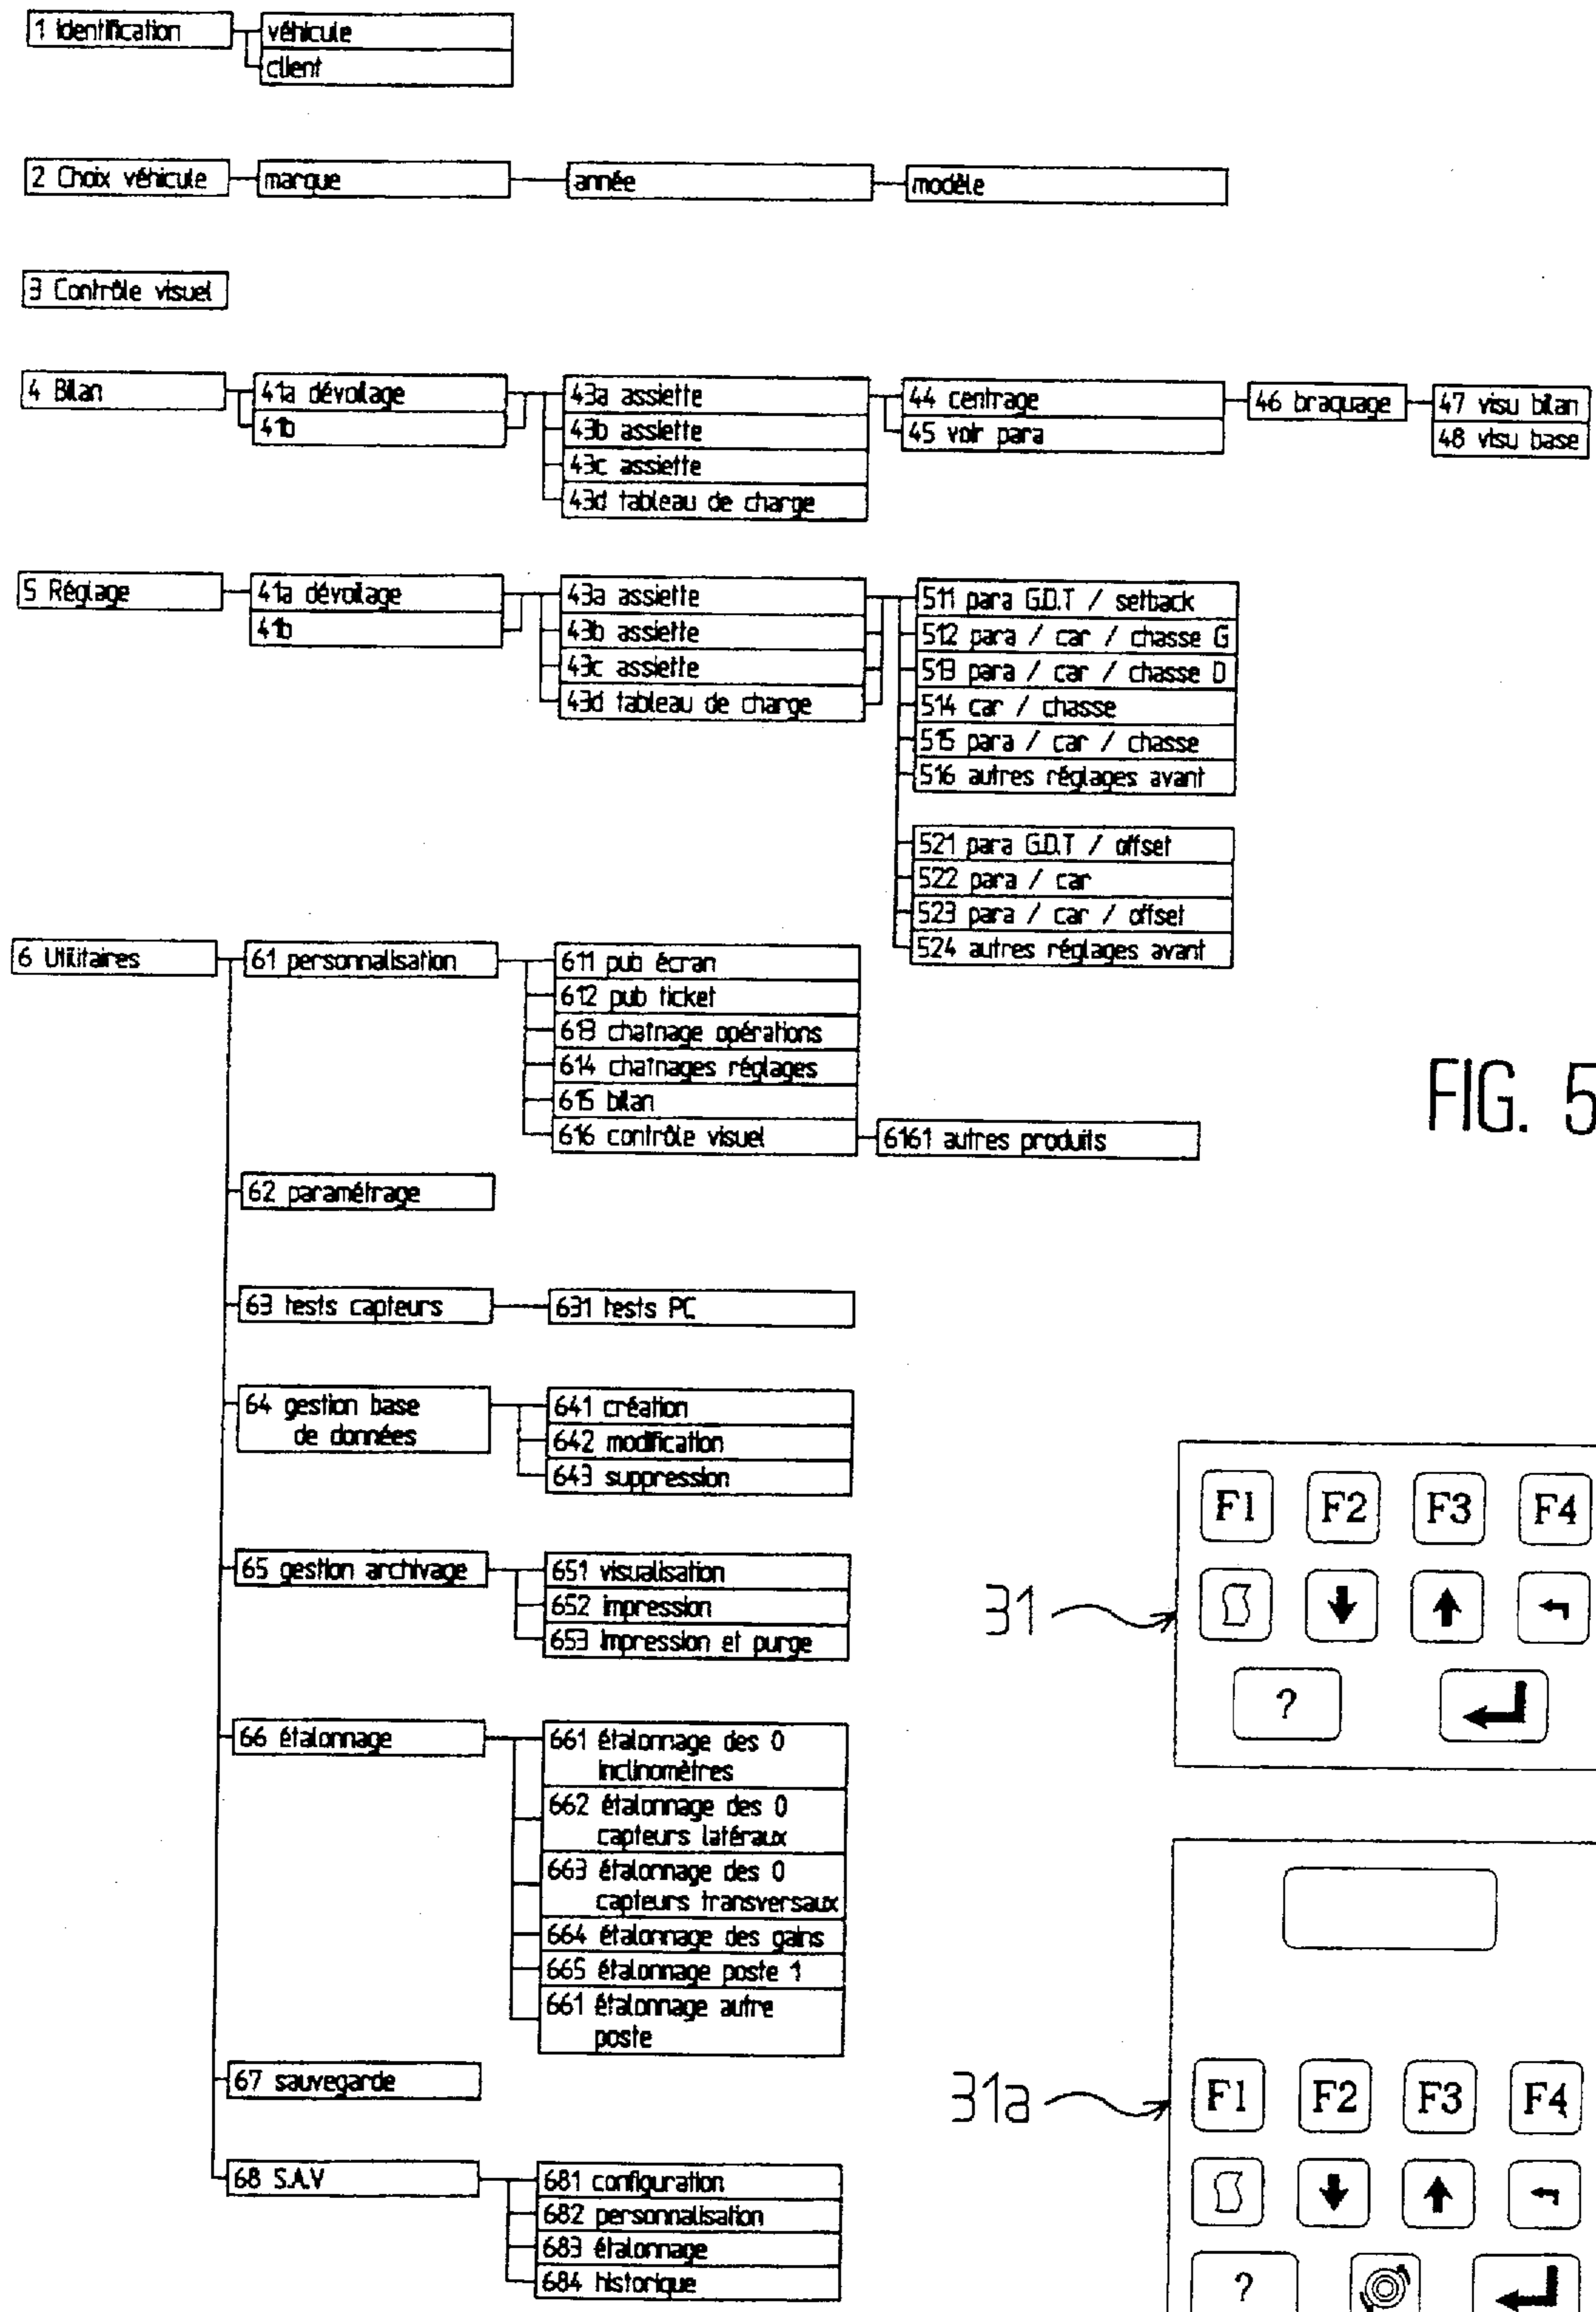 1 Identification
véhicule
client
2 Choix véhicule
marque
année
modèle
3 Contrôle visuel
4 Bilan
41a dévoilage
41b
43a assiette
43b assiette
43c assiette
43d tableau de charge
44 centrage
45 voir para
46 braquage
47 visu bilan
48 visu base
5 Réglage
41a dévoilage
41b
43a assiette
43b assiette
43c assiette
43d tableau de charge
511 para G.D.T / setback
512 para / car / chasse G
513 para / car / chasse D
514 car / chasse
515 para / car / chasse
516 autres réglages avant
521 para G.D.T / offset
522 para / car
523 para / car / offset
524 autres réglages avant
6 Utilitaires
61 personnalisation
611 pub écran
612 pub ticket
613 chaînage opérations
614 chaînages réglages
615 bilan
616 contrôle visuel
6161 autres produits
FIG. 5
62 paramétrage
63 tests capteurs
631 tests PC
64 gestion base
de données
641 création
642 modification
643 suppression
65 gestion archivage
651 visualisation
652 impression
653 impression et purge
66 étalonnage
661 étalonnage des 0
inclinomètres
662 étalonnage des 0
capteurs latéraux
663 étalonnage des 0
capteurs transversaux
664 étalonnage des gains
665 étalonnage poste 1
661 étalonnage autre
poste
67 sauvegarde
68 S.A.V
681 configuration
682 personnalisation
683 étalonnage
684 historique
31
F1 F2 F3 F4
?
31a
F1 F2 F3 F4
?